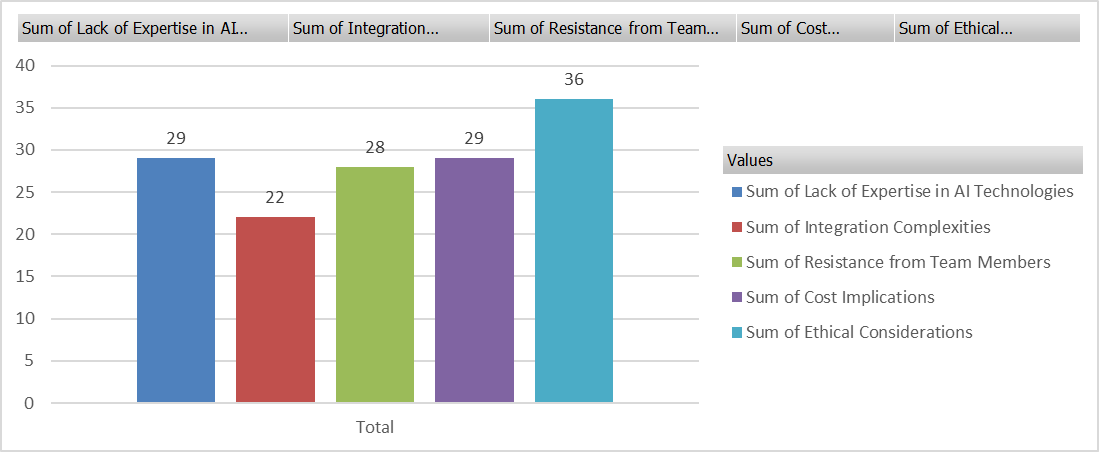 Sum of Lack of Expertise in AI... Sum of Integration... Sum of Resistance from Team... Sum of Cost... Sum of Ethical...
40
35
30
25
20
15
10
5
0
29
22
28
29
36
Total
Values
Sum of Lack of Expertise in AI Technologies
Sum of Integration Complexities
Sum of Resistance from Team Members
Sum of Cost Implications
Sum of Ethical Considerations